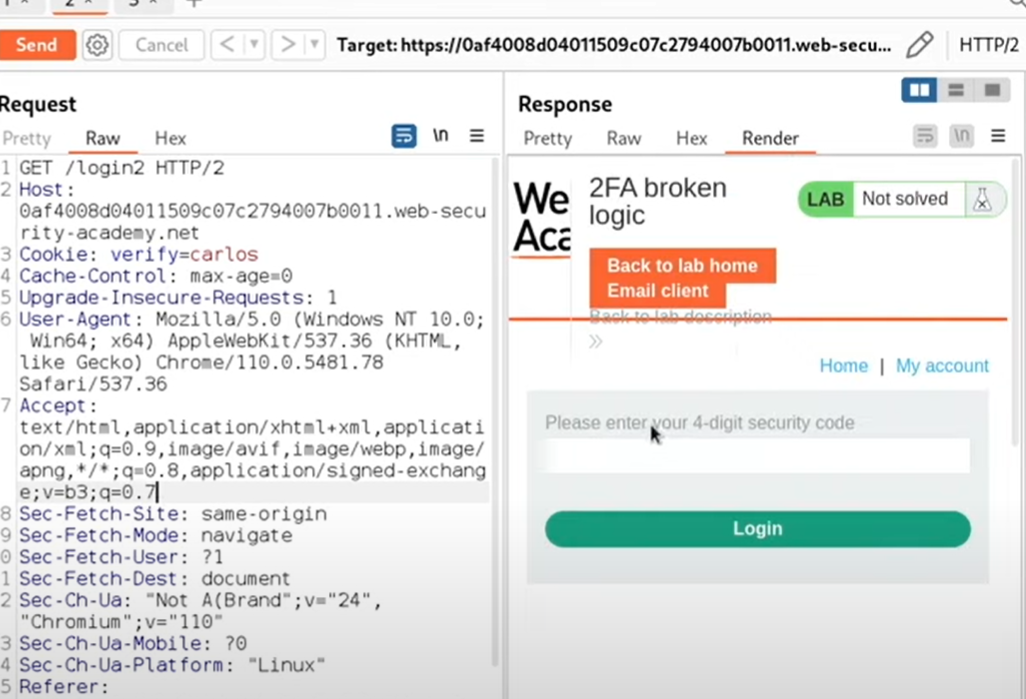 2 ×
Send
Cancel
Target: https://0af4008d04011509c07c2794007b0011.web-secu...
HTTP/2
Request
Pretty
Raw
Hex
\n
1 GET /login2 HTTP/2
2 Host:
0af4008d04011509c07c2794007b0011.web-secu
rity-academy.net
3 Cookie: verify=carlos
4 Cache-Control: max-age=0
5 Upgrade-Insecure-Requests: 1
6 User-Agent: Mozilla/5.0 (Windows NT 10.0;
Win64; x64) AppleWebKit/537.36 (KHTML,
like Gecko) Chrome/110.0.5481.78
Safari/537.36
7 Accept:
text/html,application/xhtml+xml,applicati
on/xml;q=0.9,image/avif,image/webp,image/
apng,*/*;q=0.8,application/signed-exchang
e;v=b3;q=0.7
8 Sec-Fetch-Site: same-origin
9 Sec-Fetch-Mode: navigate
0 Sec-Fetch-User: ?1
1 Sec-Fetch-Dest: document
2 Sec-Ch-Ua: "Not A(Brand";v="24",
"Chromium";v="110"
3 Sec-Ch-Ua-Mobile: ?0
4 Sec-Ch-Ua-Platform: "Linux"
5 Referer:
Response
Pretty
Raw
Hex
Render
\n
We
Aca
2FA broken
logic
LAB Not solved
Back to lab home
Email client
Back to lab description
Home | My account
Please enter your 4-digit security code
Login